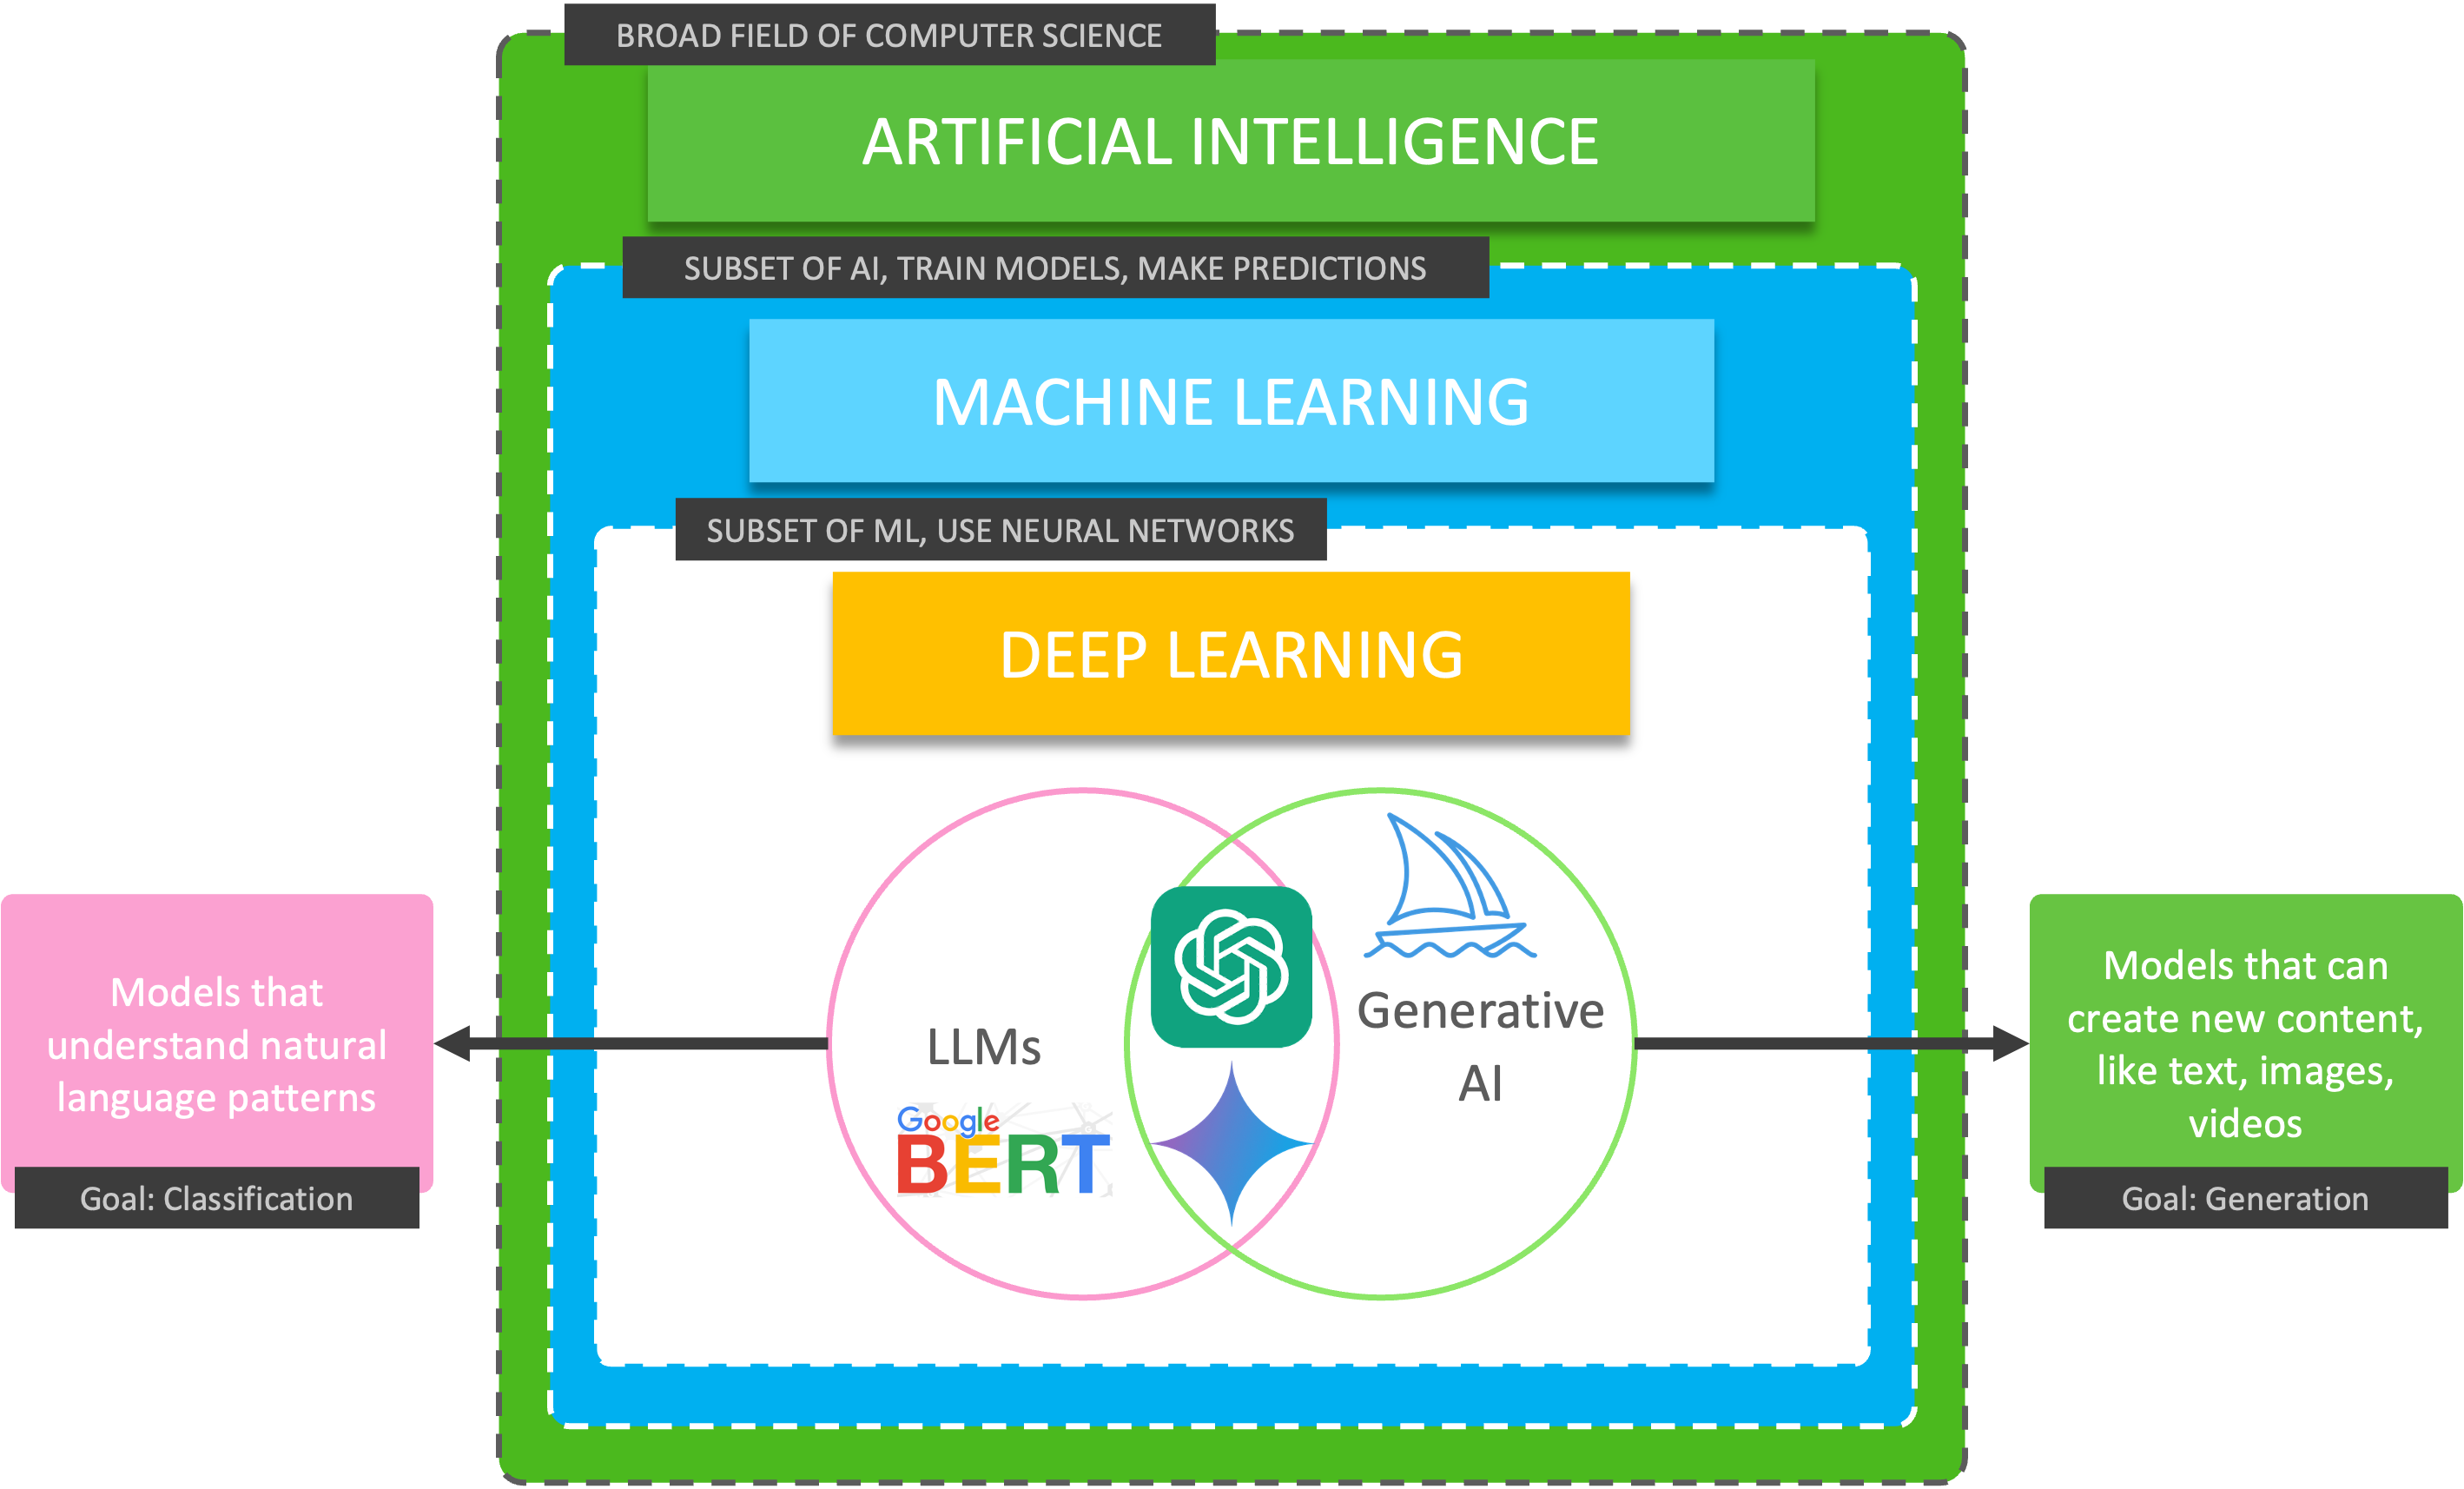 BROAD FIELD OF COMPUTER SCIENCE
ARTIFICIAL INTELLIGENCE
SUBSET OF AI, TRAIN MODELS, MAKE PREDICTIONS
MACHINE LEARNING
SUBSET OF ML, USE NEURAL NETWORKS
DEEP LEARNING
Models that
understand natural
language patterns
Goal: Classification
LLMs
Google
BERT
Generative
AI
Models that can
create new content,
like text, images,
videos
Goal: Generation